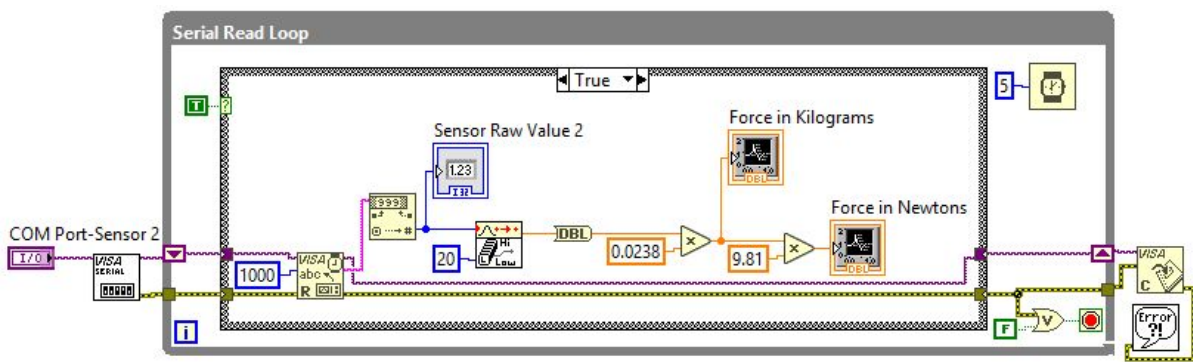 Serial Read Loop
True
T
?
5
Sensor Raw Value 2
1.23
I32
Force in Kilograms
DBL
Force in Newtons
DBL
COM Port-Sensor 2
I/O
VISA
SERIAL
1000
VISA
abc
R
999
20
Hi
Low
DBL
0.0238
x
9.81
x
VISA
C
i
F
V
Error
?!